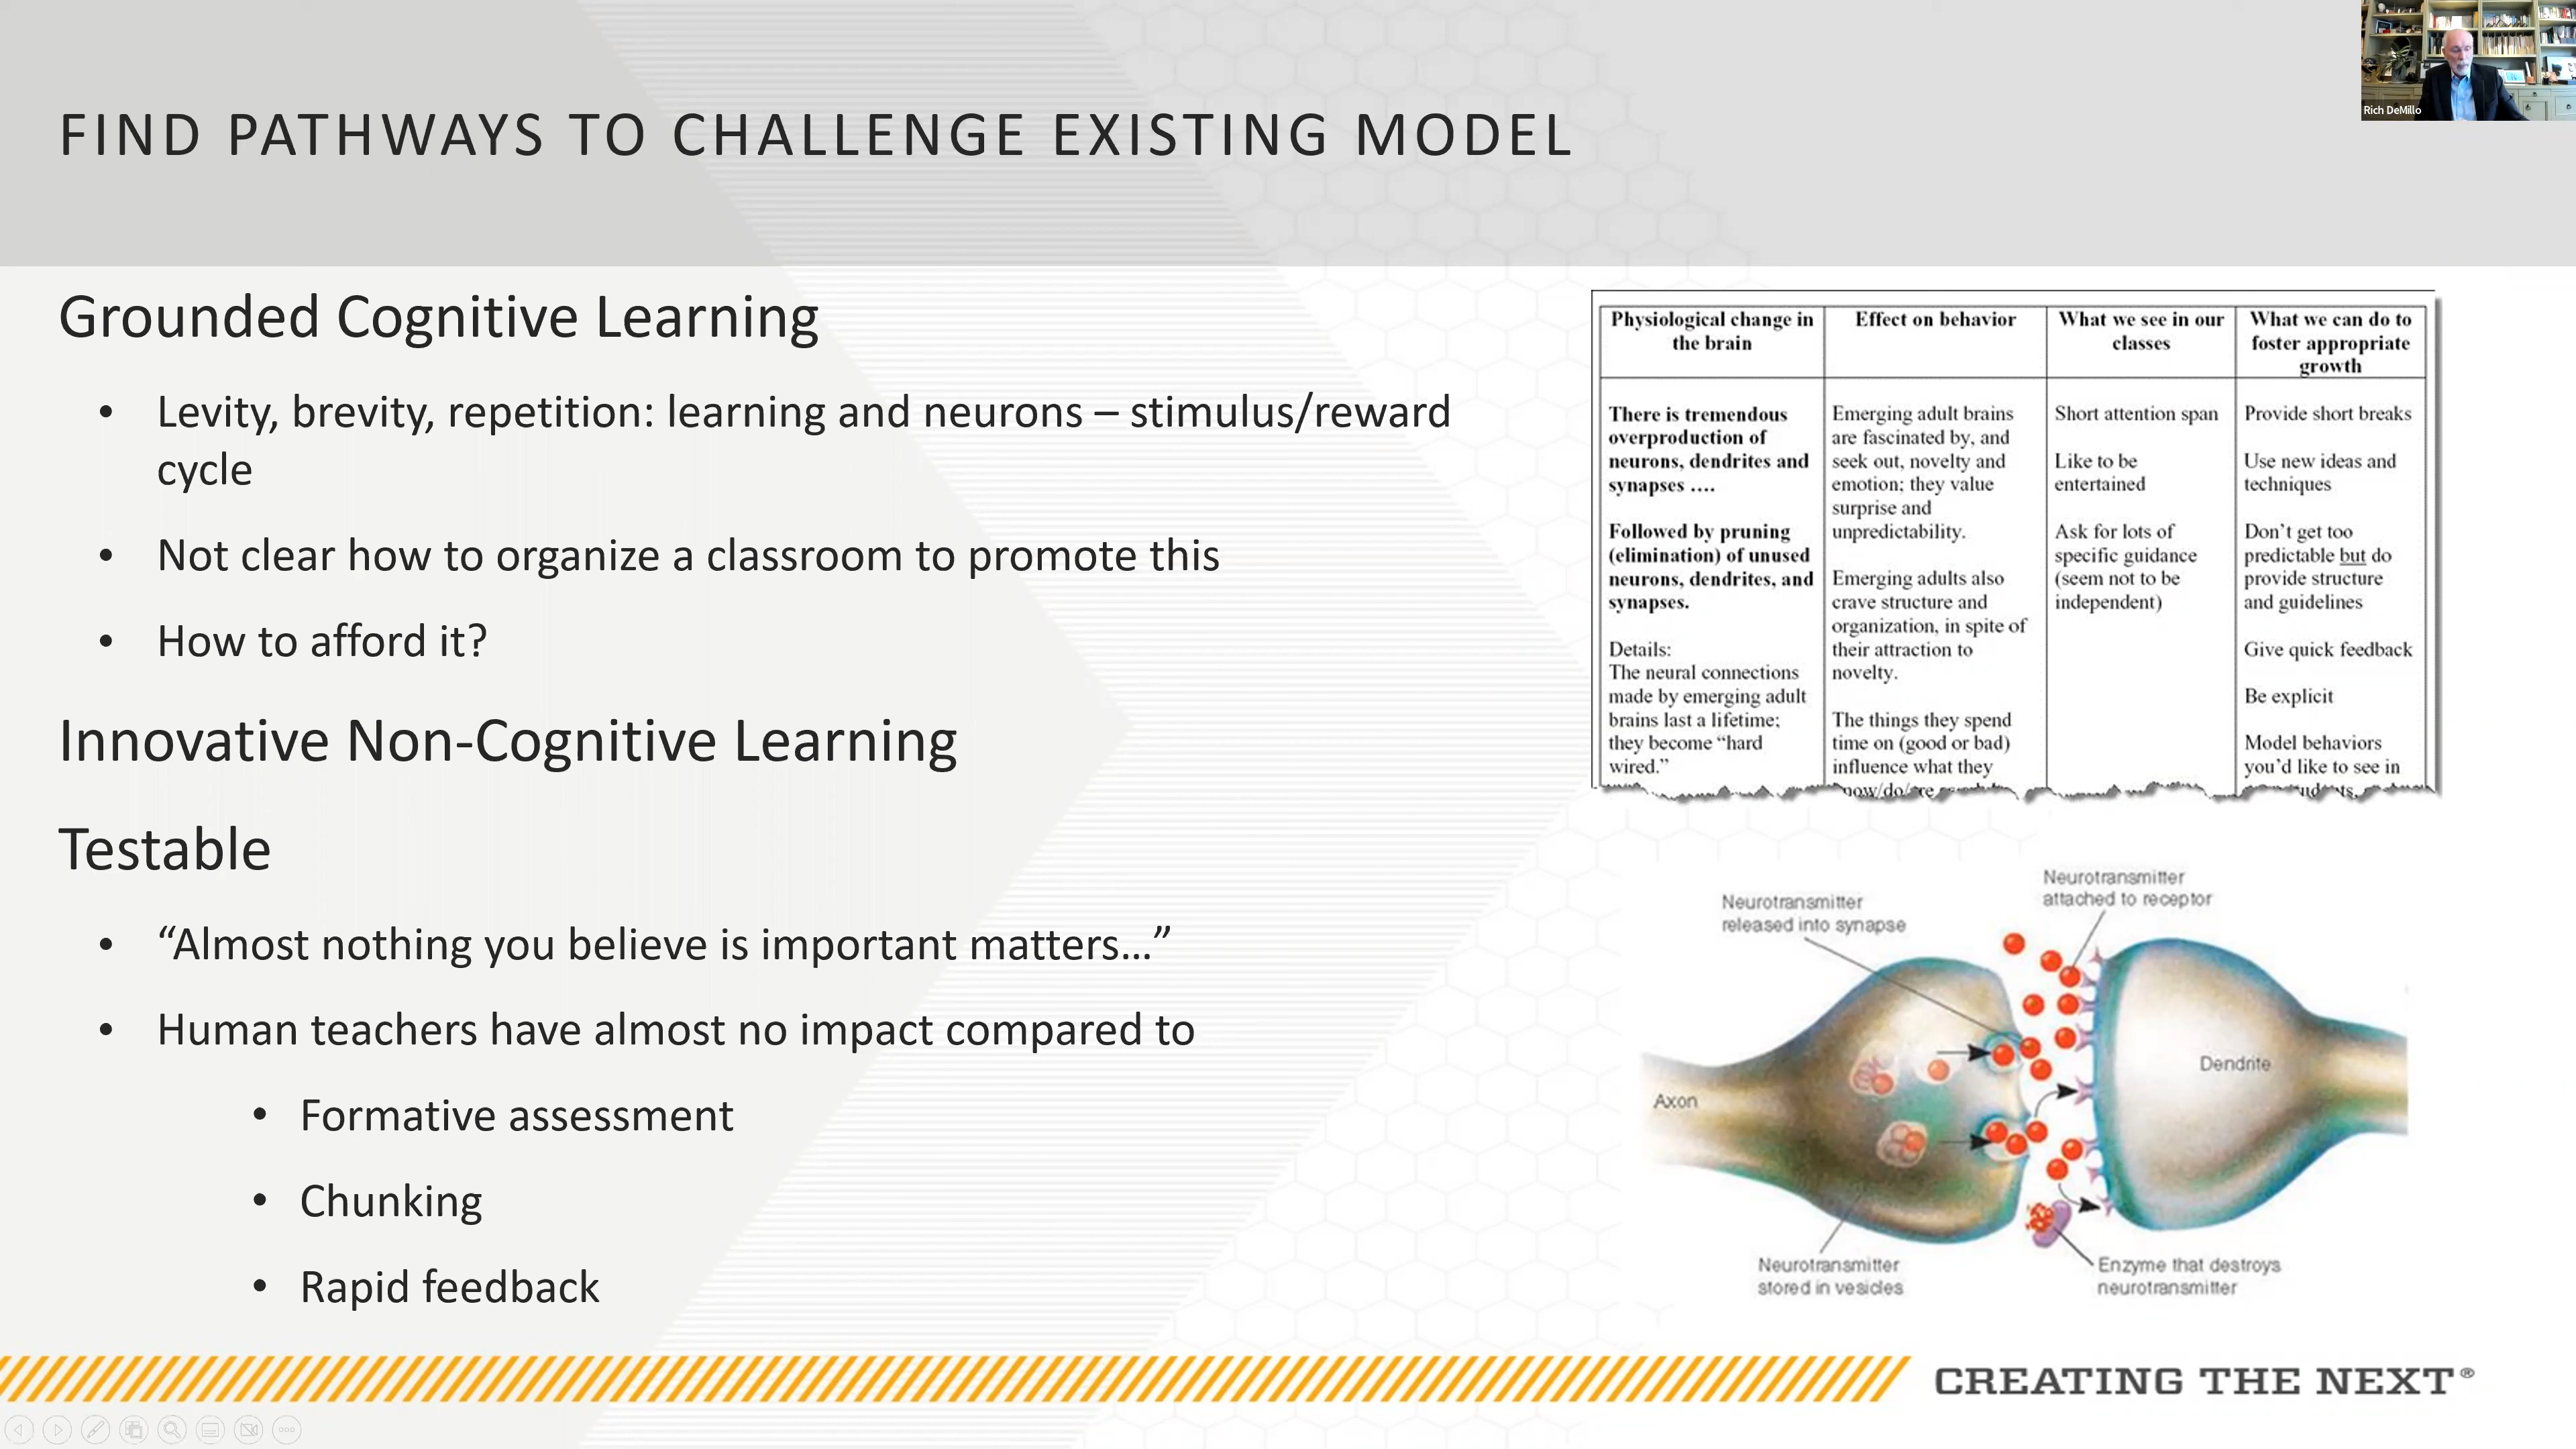 FIND PATHWAYS TO CHALLENGE EXISTING MODEL
Rich DeMillo
Grounded Cognitive Learning
• Levity, brevity, repetition: learning and neurons – stimulus/reward
cycle
• Not clear how to organize a classroom to promote this
• How to afford it?
Innovative Non-Cognitive Learning
Testable
• “Almost nothing you believe is important matters…”
• Human teachers have almost no impact compared to
• Formative assessment
• Chunking
• Rapid feedback
Physiological change in
the brain
There is tremendous
overproduction of
neurons, dendrites and
synapses ….
Followed by pruning
(elimination) of unused
neurons, dendrites, and
synapses.
Details:
The neural connections
made by emerging adult
brains last a lifetime;
they become “hard
wired.”
Effect on behavior
Emerging adult brains
are fascinated by, and
seek out, novelty and
emotion; they value
surprise and
unpredictability.
Emerging adults also
crave structure and
organization, in spite of
their attraction to
novelty.
The things they spend
time on (good or bad)
influence what they
What we see in our
classes
Short attention span
Like to be
entertained
Ask for lots of
specific guidance
(seem not to be
independent)
What we can do to
foster appropriate
growth
Provide short breaks
Use new ideas and
techniques
Don’t get too
predictable but do
provide structure
and guidelines
Give quick feedback
Be explicit
Model behaviors
you’d like to see in
Neurotransmitter
released into synapse
Neurotransmitter
attached to receptor
Axon
Dendrite
Neurotransmitter
stored in vesicles
Enzyme that destroys
neurotransmitter
CREATING THE NEXT®